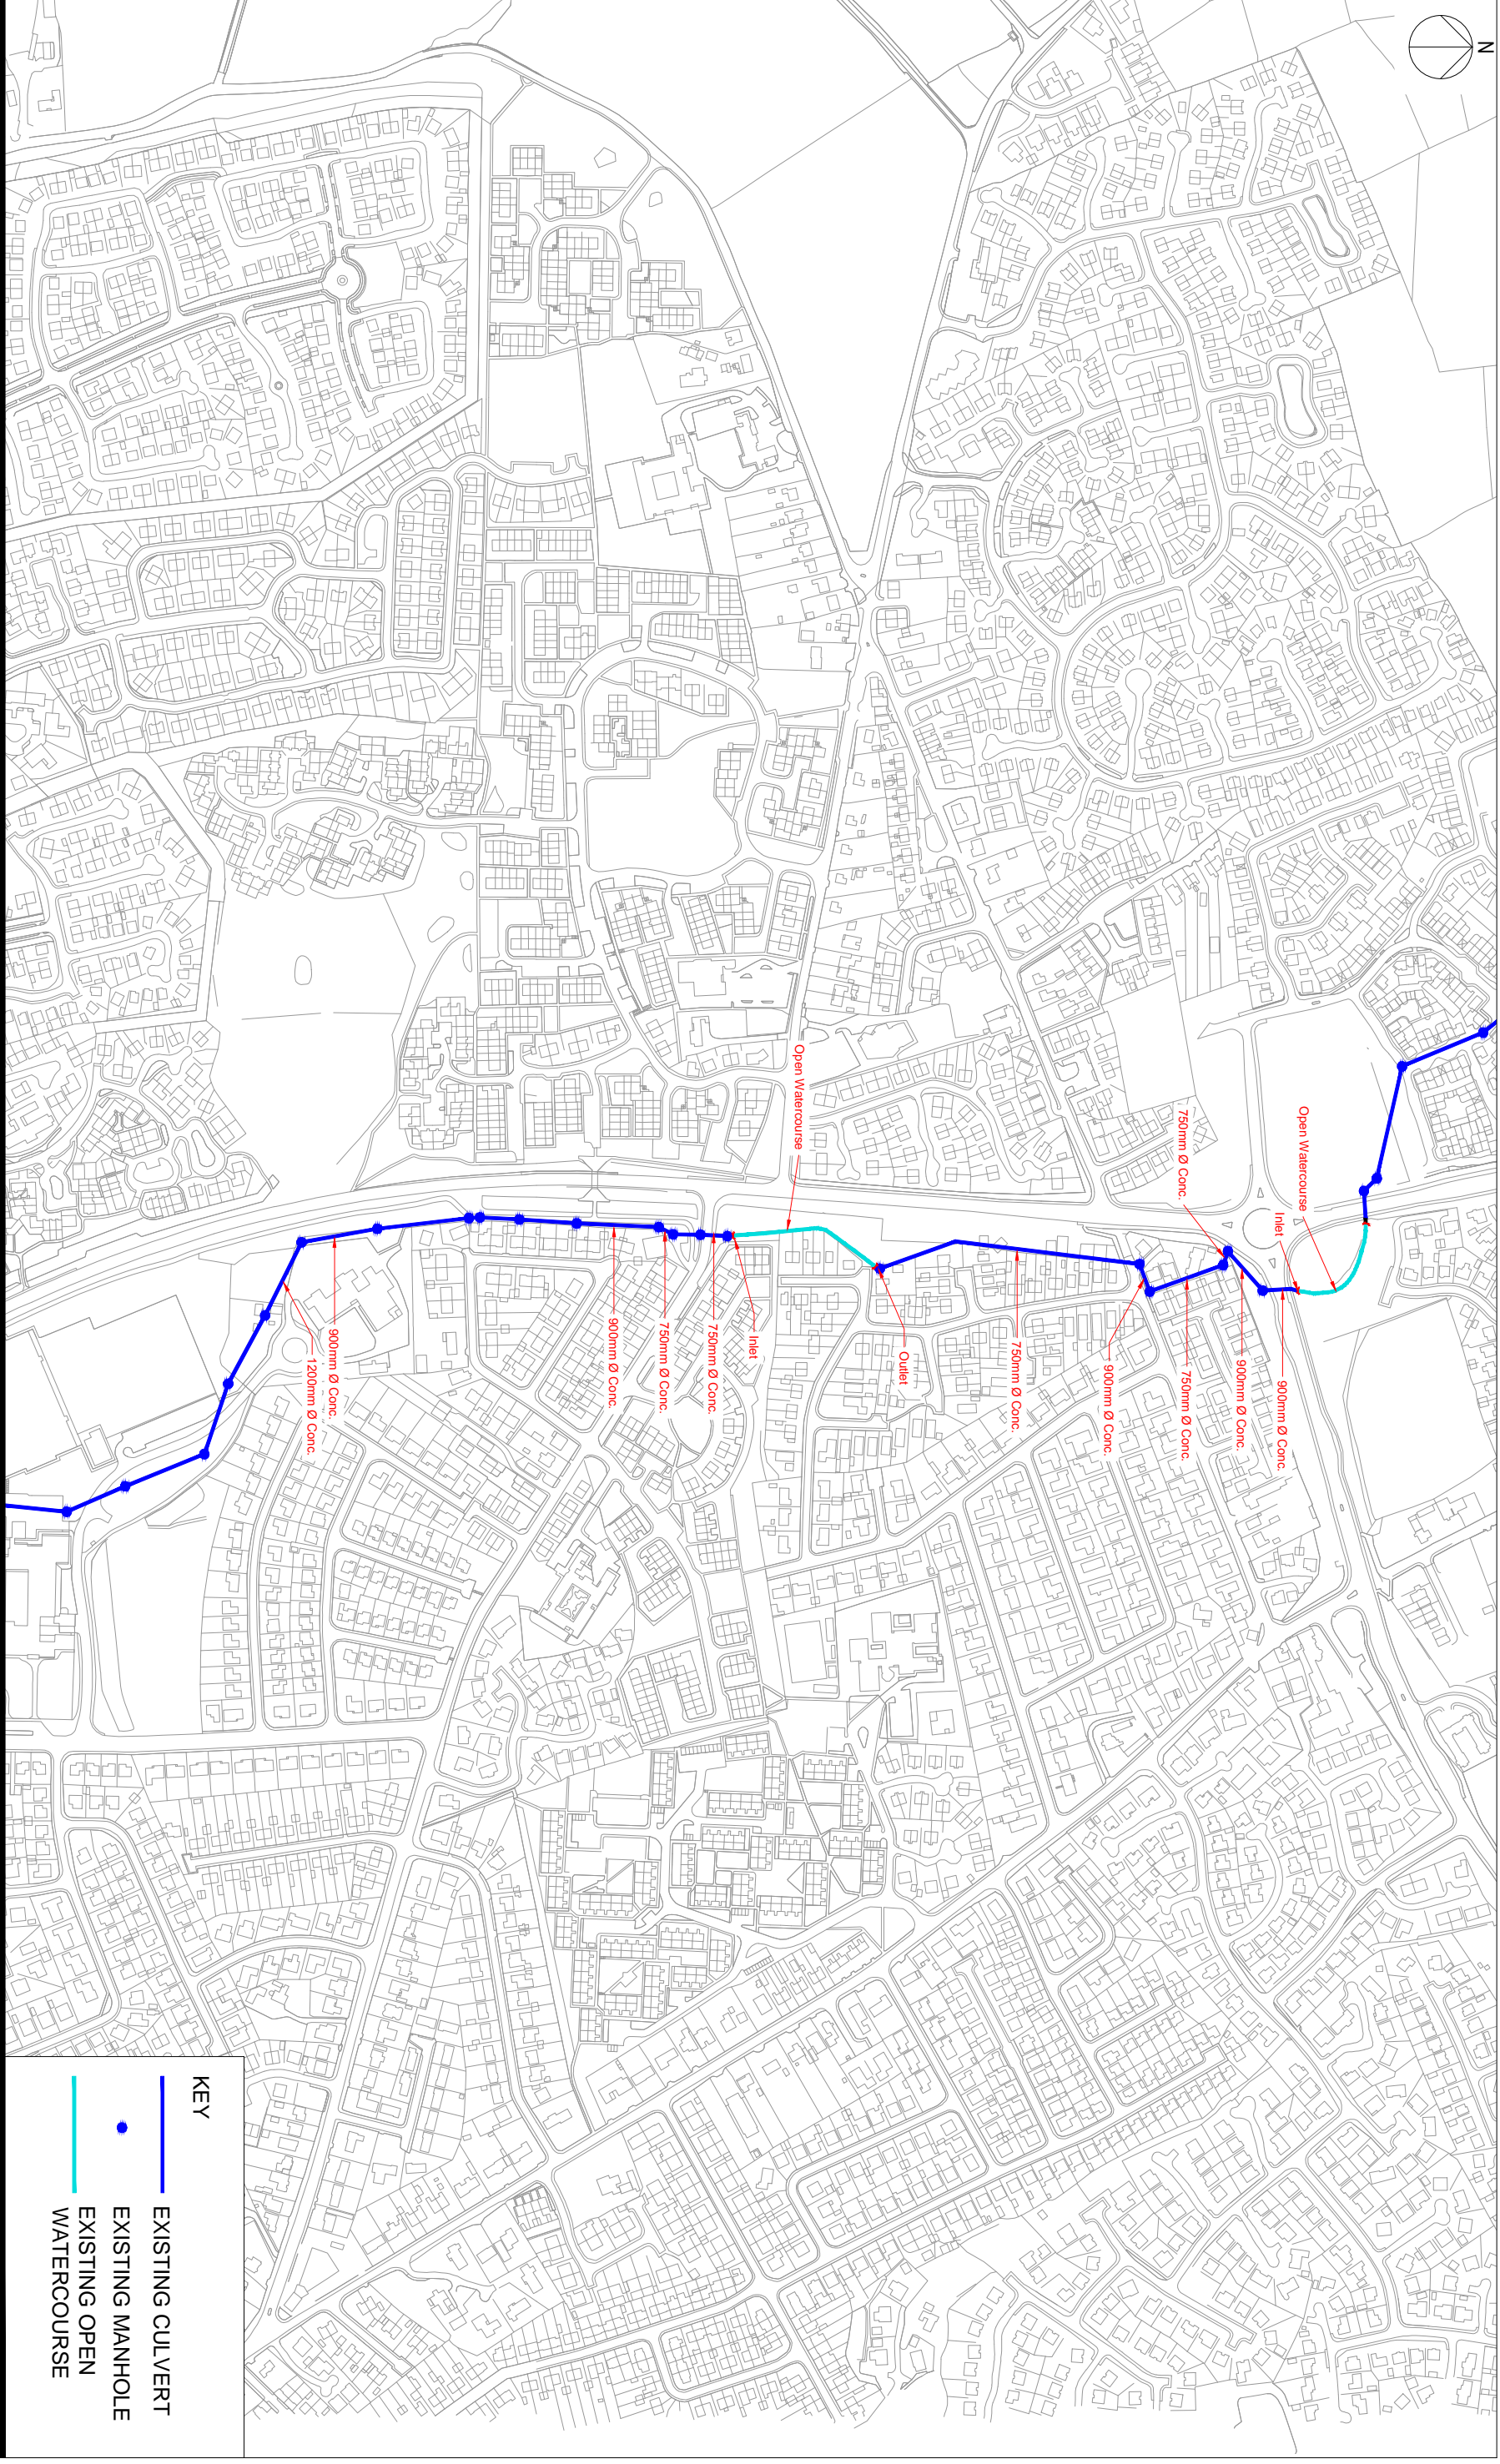 N
Open Watercourse
Inlet
900mm Ø Conc.
900mm Ø Conc.
750mm Ø Conc.
750mm Ø Conc.
900mm Ø Conc.
750mm Ø Conc.
Outlet
Open Watercourse
Inlet
750mm Ø Conc.
750mm Ø Conc.
900mm Ø Conc.
900mm Ø Conc.
1200mm Ø Conc.
KEY
EXISTING CULVERT
EXISTING MANHOLE
EXISTING OPEN
WATERCOURSE